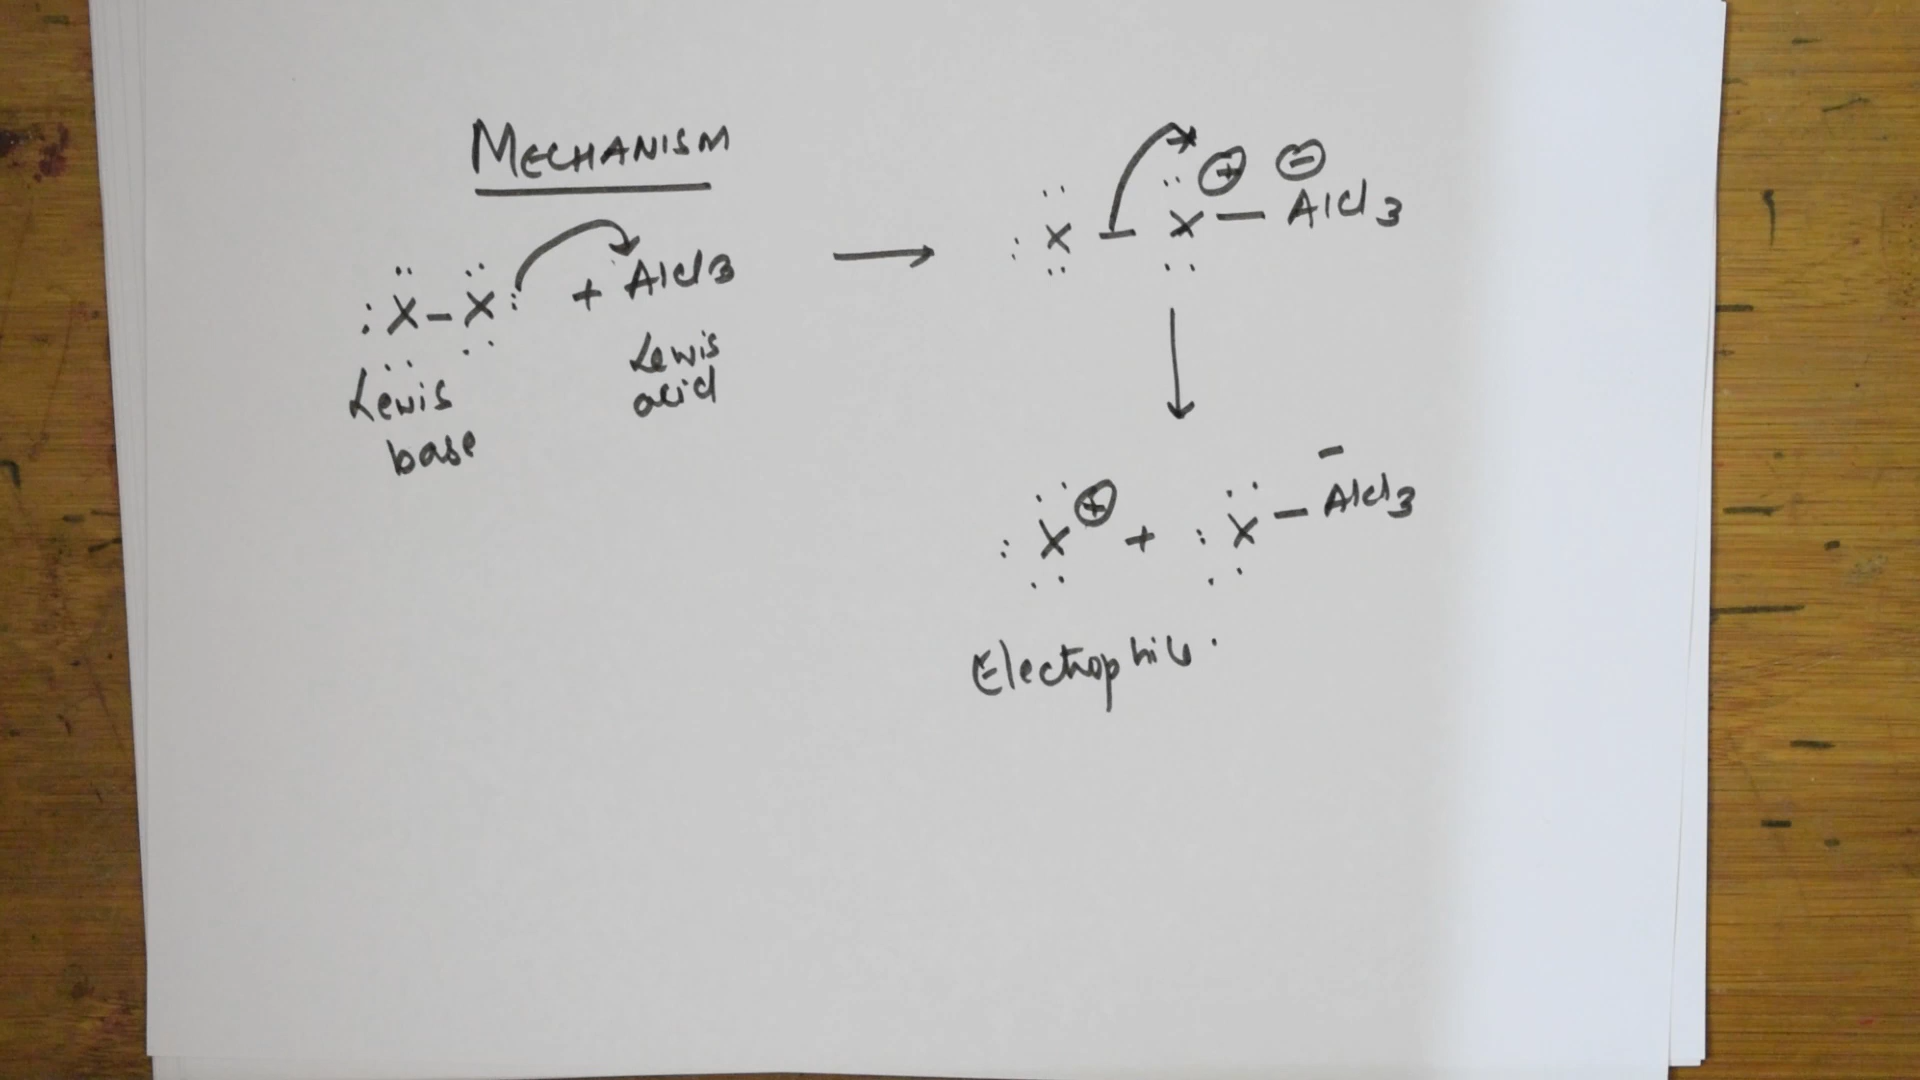 MECHANISM
:Ẍ–Ẍ: + AlCl3
Lewis base
Lewis acid
:Ẍ – Ẍ⊕ – AlCl3⊖
:Ẍ⊕ + :Ẍ – AlCl3⁻
Electrophile.